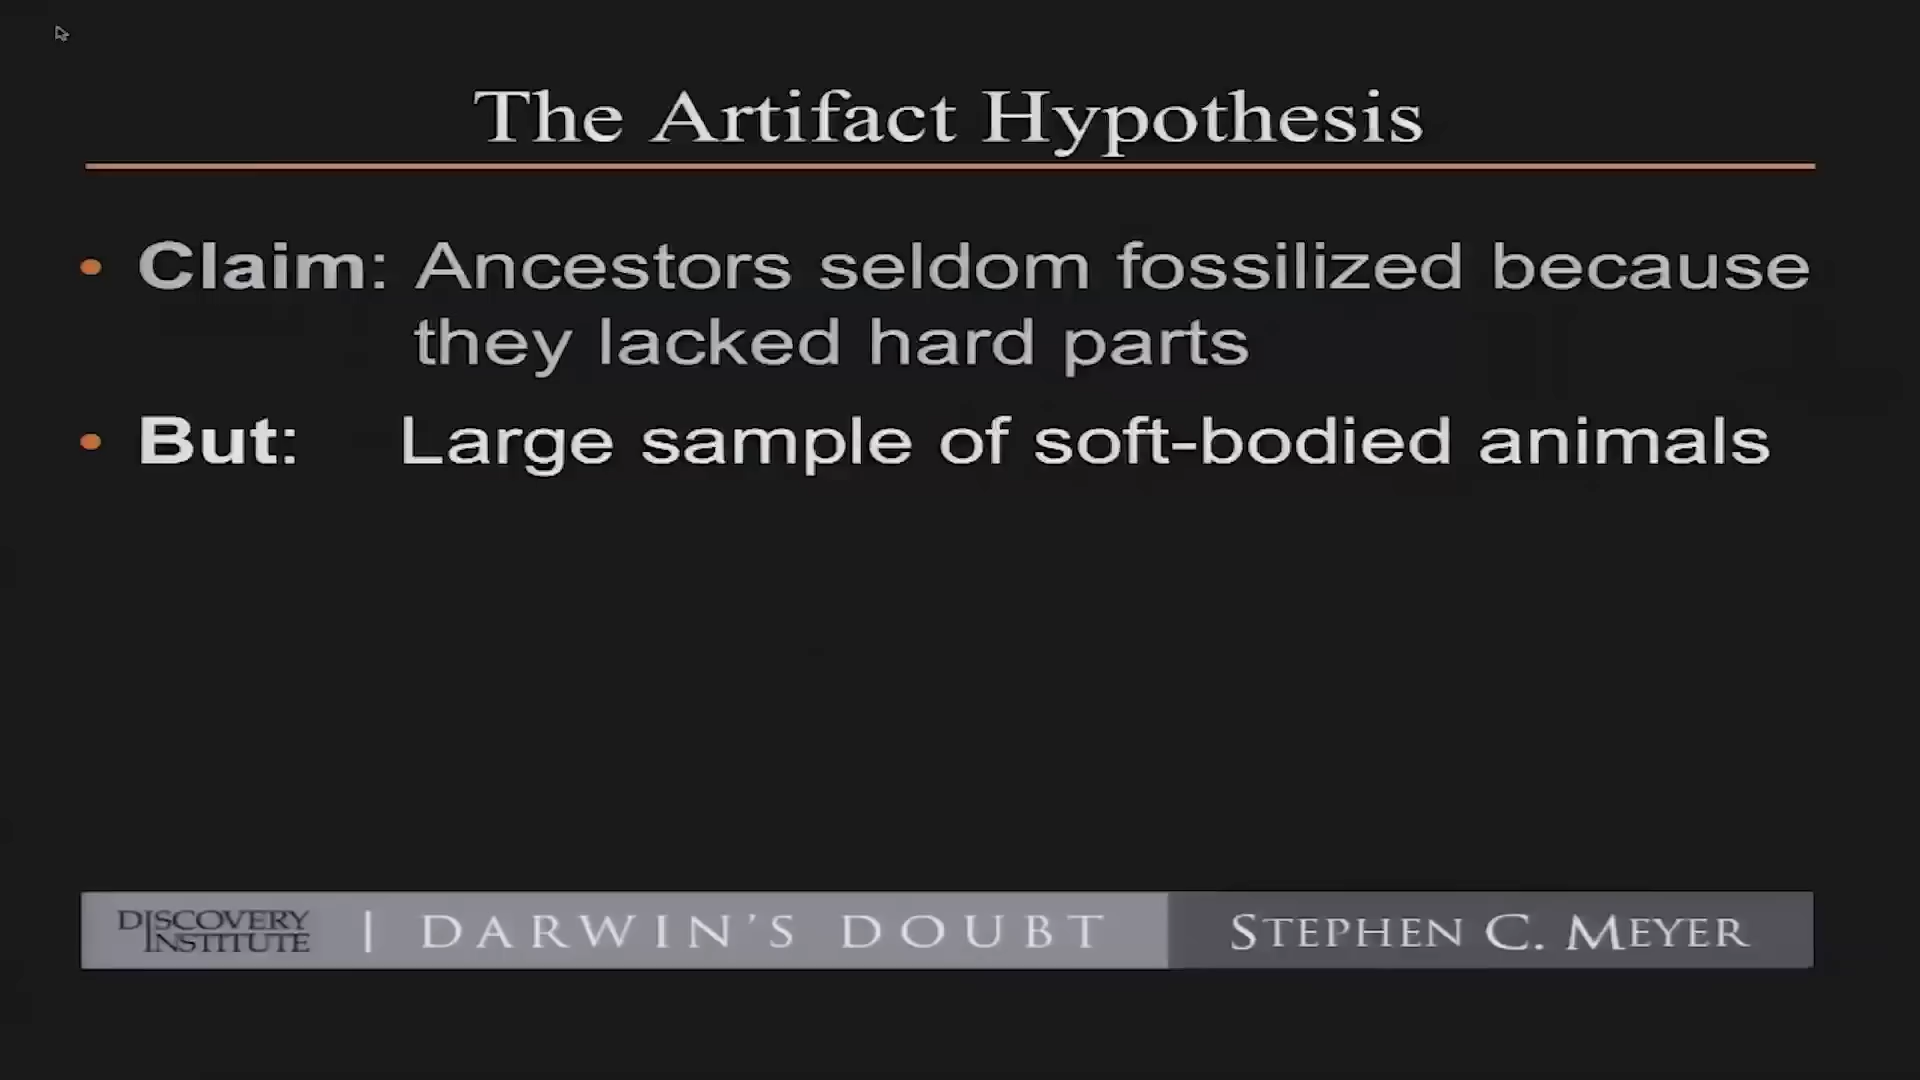 The Artifact Hypothesis
• Claim: Ancestors seldom fossilized because
they lacked hard parts
• But: Large sample of soft-bodied animals
DISCOVERY
INSTITUTE | DARWIN'S DOUBT STEPHEN C. MEYER